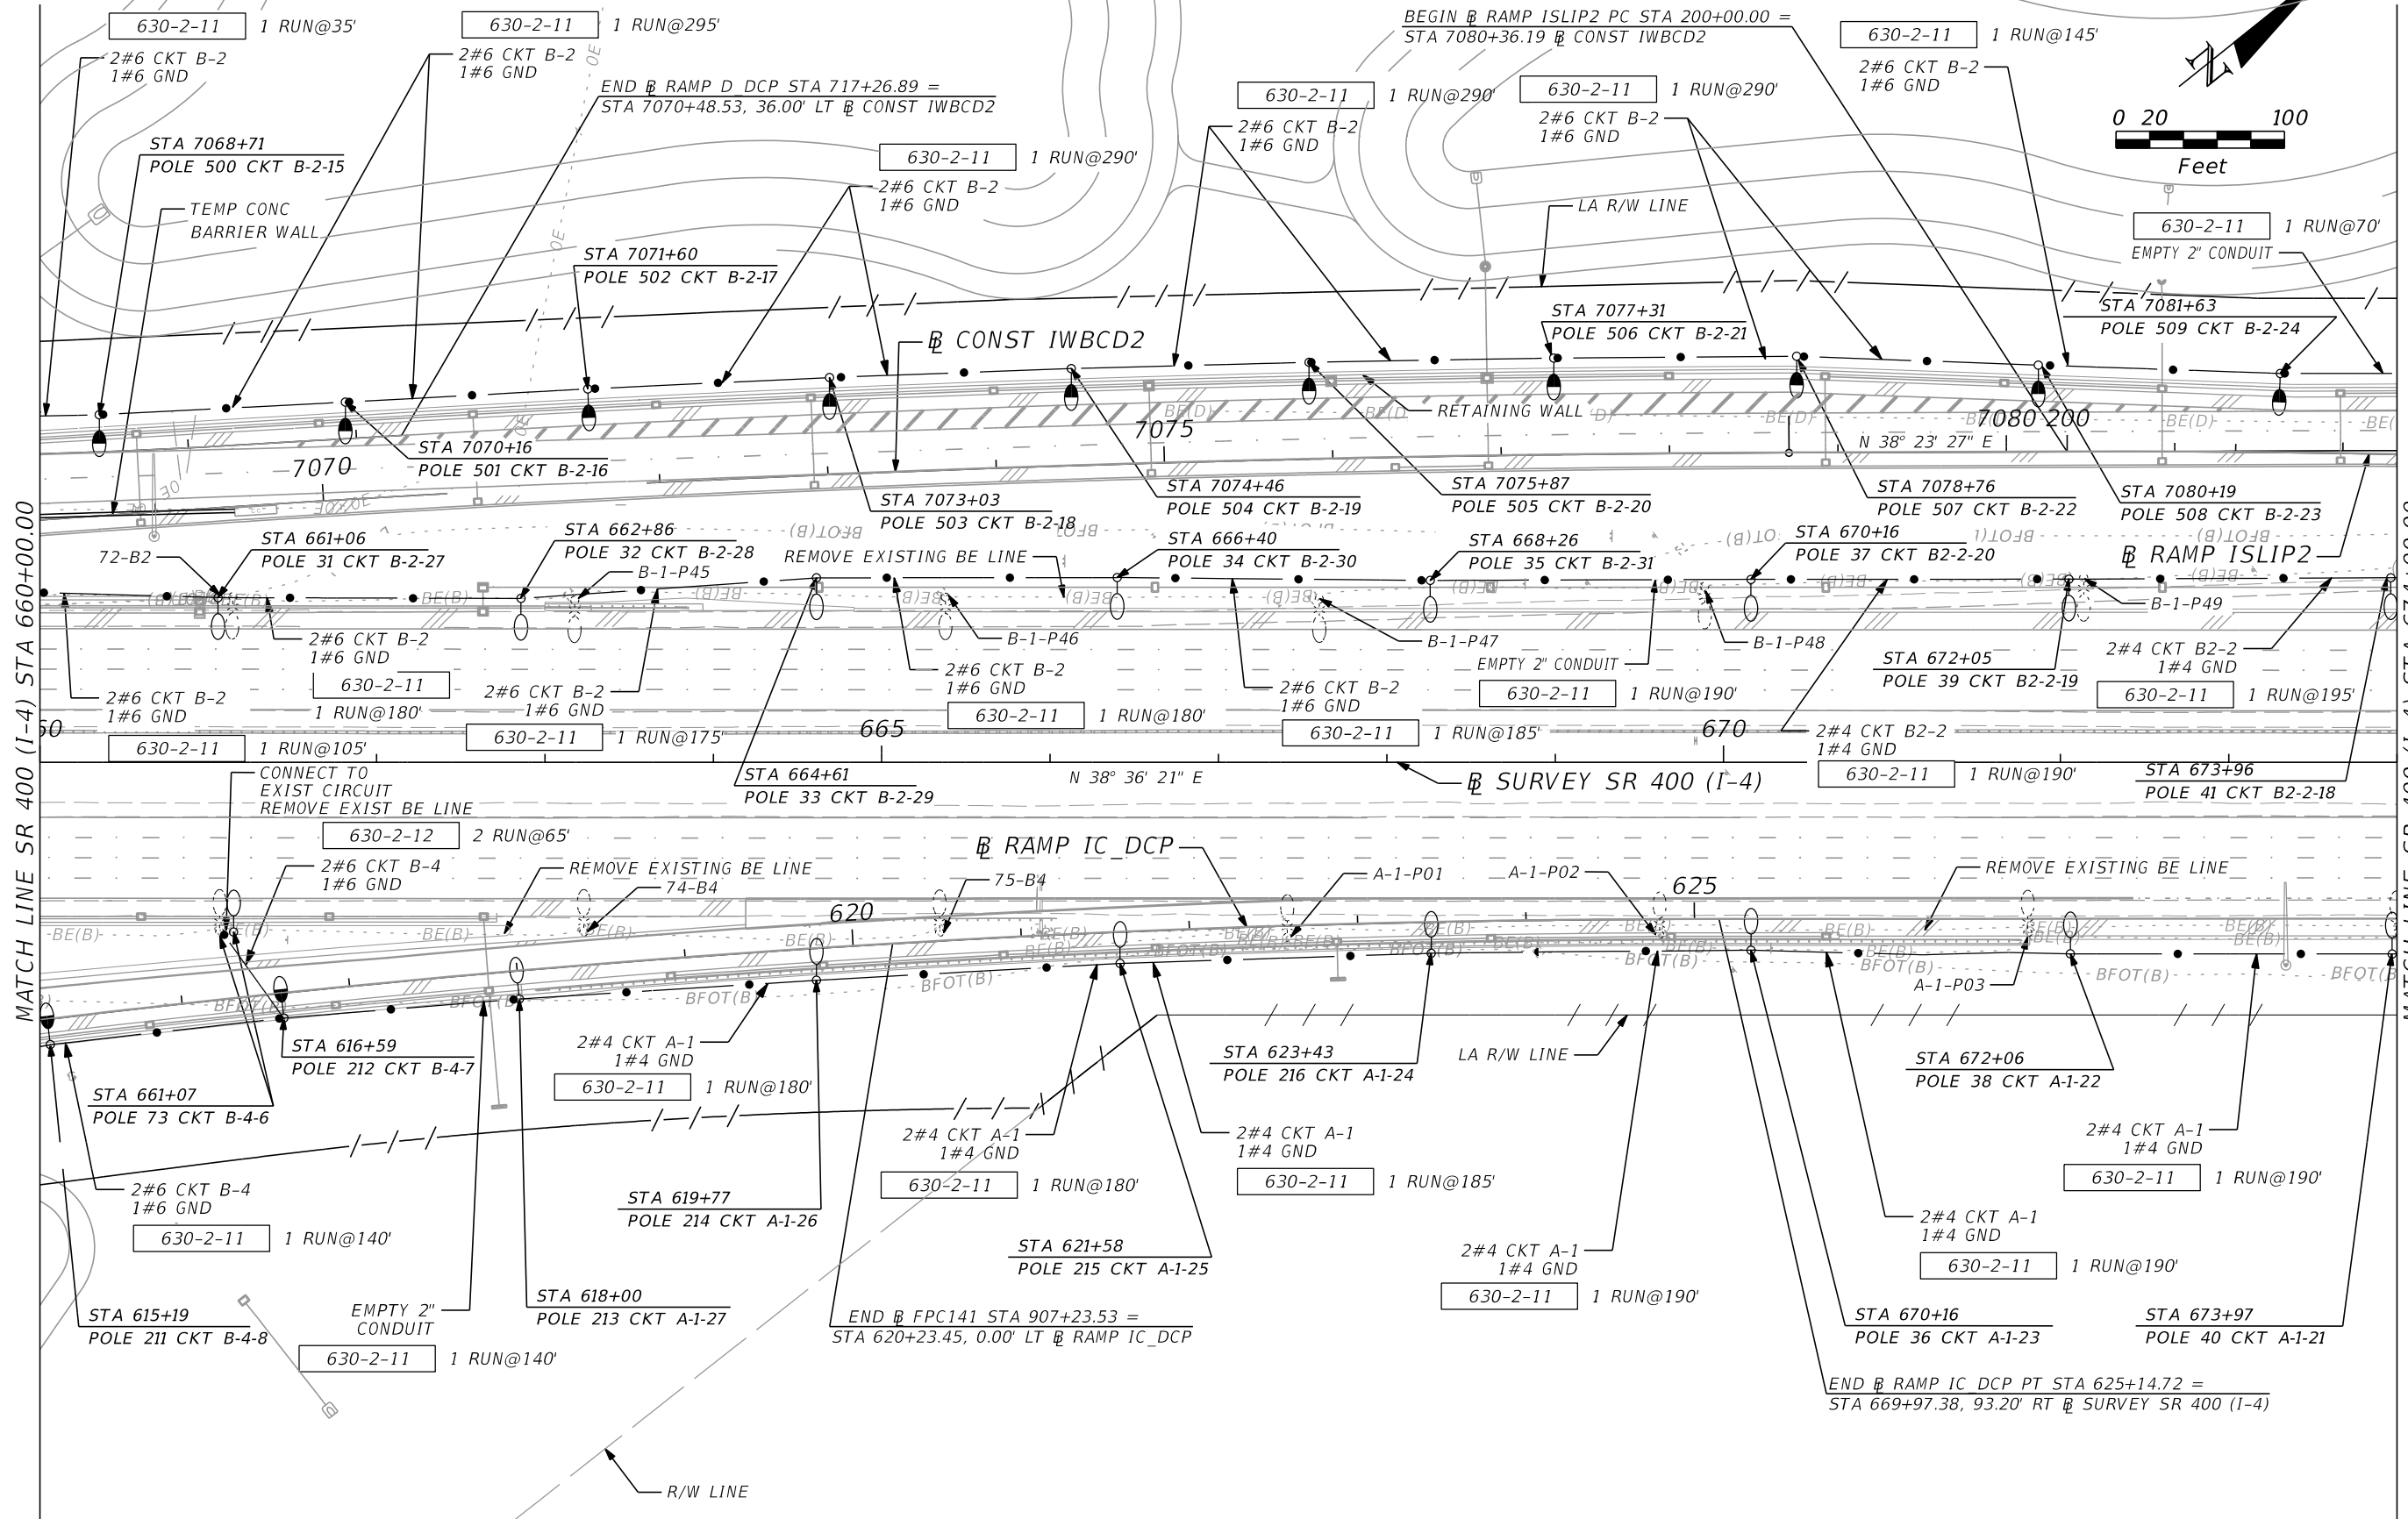 630-2-11 1 RUN@35'
2#6 CKT B-2
1#6 GND
630-2-11 1 RUN@295'
2#6 CKT B-2
1#6 GND
END BL RAMP D_DCP STA 717+26.89 =
STA 7070+48.53, 36.00' LT BL CONST IWBCD2
BEGIN BL RAMP ISLIP2 PC STA 200+00.00 =
STA 7080+36.19 BL CONST IWBCD2
630-2-11 1 RUN@145'
2#6 CKT B-2
1#6 GND
N
0 20 100
Feet
630-2-11 1 RUN@290'
2#6 CKT B-2
1#6 GND
630-2-11 1 RUN@290'
2#6 CKT B-2
1#6 GND
630-2-11 1 RUN@290'
2#6 CKT B-2
1#6 GND
STA 7068+71
POLE 500 CKT B-2-15
TEMP CONC
BARRIER WALL
LA R/W LINE
630-2-11 1 RUN@70'
EMPTY 2" CONDUIT
STA 7071+60
POLE 502 CKT B-2-17
STA 7077+31
POLE 506 CKT B-2-21
STA 7081+63
POLE 509 CKT B-2-24
BL CONST IWBCD2
RETAINING WALL
7075
7080 200
N 38° 23' 27" E
STA 7070+16
POLE 501 CKT B-2-16
7070
STA 7073+03
POLE 503 CKT B-2-18
STA 7074+46
POLE 504 CKT B-2-19
STA 7075+87
POLE 505 CKT B-2-20
STA 7078+76
POLE 507 CKT B-2-22
STA 7080+19
POLE 508 CKT B-2-23
MATCH LINE SR 400 (I-4) STA 660+00.00
72-B2
STA 661+06
POLE 31 CKT B-2-27
STA 662+86
POLE 32 CKT B-2-28
B-1-P45
REMOVE EXISTING BE LINE
STA 666+40
POLE 34 CKT B-2-30
STA 668+26
POLE 35 CKT B-2-31
STA 670+16
POLE 37 CKT B2-2-20
BL RAMP ISLIP2
B-1-P46
B-1-P47
B-1-P48
B-1-P49
2#6 CKT B-2
1#6 GND
630-2-11
1 RUN@180'
2#6 CKT B-2
1#6 GND
630-2-11 1 RUN@105'
2#6 CKT B-2
1#6 GND
630-2-11 1 RUN@175'
2#6 CKT B-2
1#6 GND
630-2-11 1 RUN@180'
2#6 CKT B-2
1#6 GND
630-2-11 1 RUN@185'
EMPTY 2" CONDUIT
630-2-11 1 RUN@190'
STA 672+05
POLE 39 CKT B2-2-19
2#4 CKT B2-2
1#4 GND
630-2-11 1 RUN@195'
2#4 CKT B2-2
1#4 GND
630-2-11 1 RUN@190'
665
670
STA 664+61
POLE 33 CKT B-2-29
N 38° 36' 21" E
BL SURVEY SR 400 (I-4)
STA 673+96
POLE 41 CKT B2-2-18
CONNECT TO
EXIST CIRCUIT
REMOVE EXIST BE LINE
630-2-12 2 RUN@65'
2#6 CKT B-4
1#6 GND
REMOVE EXISTING BE LINE
74-B4
75-B4
BL RAMP IC_DCP
A-1-P01
A-1-P02
625
REMOVE EXISTING BE LINE
620
BE(B)
BE(B)
BE(B)
BFOT(B)
BFOT(B)
BFOT(B)
BFOT(B)
A-1-P03
STA 616+59
POLE 212 CKT B-4-7
STA 661+07
POLE 73 CKT B-4-6
2#4 CKT A-1
1#4 GND
630-2-11 1 RUN@180'
STA 623+43
POLE 216 CKT A-1-24
LA R/W LINE
STA 672+06
POLE 38 CKT A-1-22
2#4 CKT A-1
1#4 GND
630-2-11 1 RUN@180'
2#4 CKT A-1
1#4 GND
630-2-11 1 RUN@185'
2#4 CKT A-1
1#4 GND
630-2-11 1 RUN@190'
2#6 CKT B-4
1#6 GND
630-2-11 1 RUN@140'
STA 619+77
POLE 214 CKT A-1-26
STA 621+58
POLE 215 CKT A-1-25
2#4 CKT A-1
1#4 GND
630-2-11 1 RUN@190'
2#4 CKT A-1
1#4 GND
630-2-11 1 RUN@190'
STA 615+19
POLE 211 CKT B-4-8
EMPTY 2"
CONDUIT
630-2-11 1 RUN@140'
STA 618+00
POLE 213 CKT A-1-27
END BL FPC141 STA 907+23.53 =
STA 620+23.45, 0.00' LT BL RAMP IC_DCP
STA 670+16
POLE 36 CKT A-1-23
STA 673+97
POLE 40 CKT A-1-21
END BL RAMP IC_DCP PT STA 625+14.72 =
STA 669+97.38, 93.20' RT BL SURVEY SR 400 (I-4)
R/W LINE